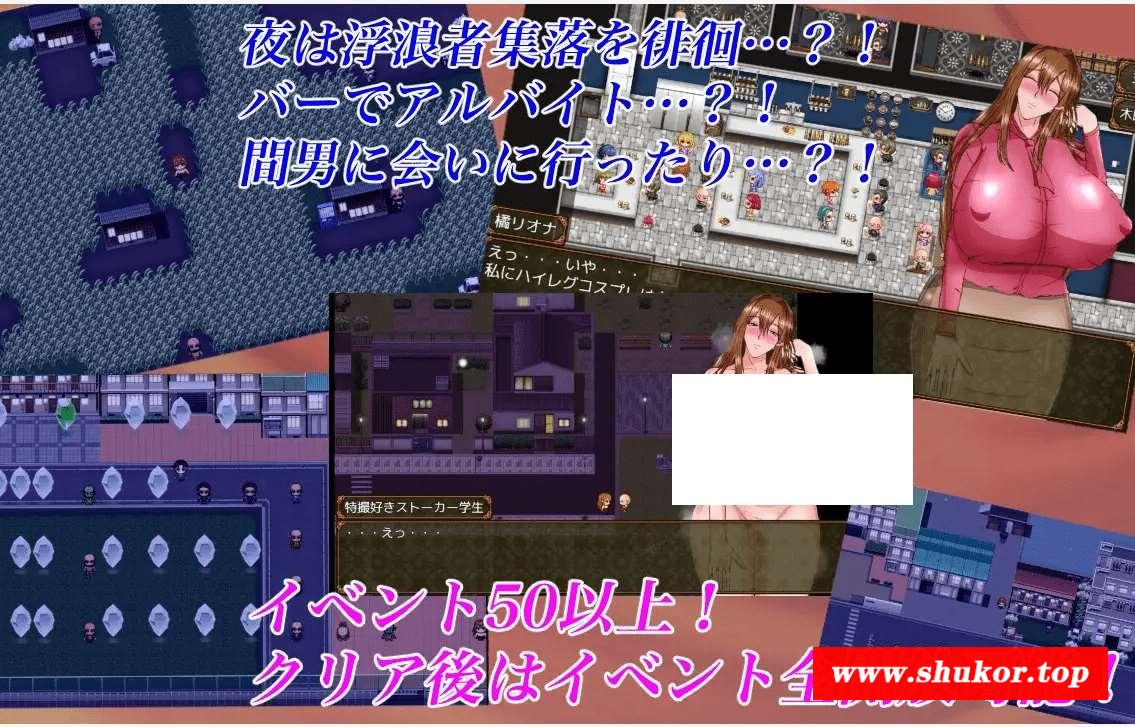 夜は浮浪者集落を徘徊…？！
バーでアルバイト…？！
間男に会いに行ったり…？！
橘リオナ
えっ・・・いや・・・
私にハイレグコスプレは・
特撮好きストーカー学生
・・・えっ・・・
イベント50以上！
クリア後はイベント全
www.shukor.top